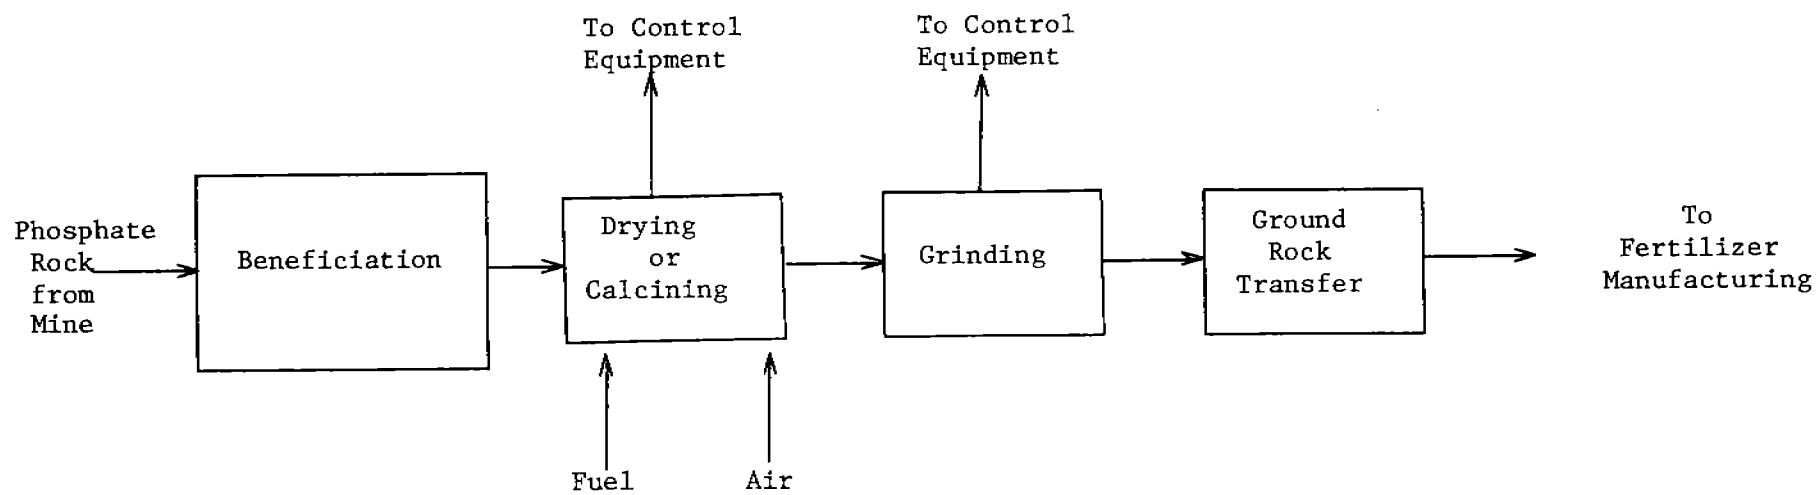 To Control
Equipment
To Control
Equipment
Phosphate
Rock
from
Mine
Beneficiation
Drying
or
Calcining
Grinding
Ground
Rock
Transfer
To
Fertilizer
Manufacturing
Fuel
Air